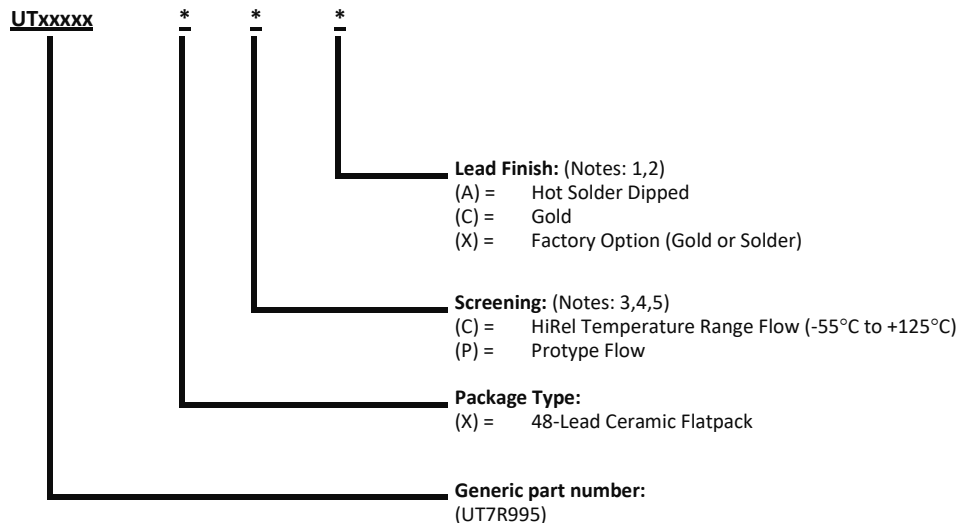 UTxxxxx * * *
Lead Finish: (Notes: 1,2)
(A) = Hot Solder Dipped
(C) = Gold
(X) = Factory Option (Gold or Solder)
Screening: (Notes: 3,4,5)
(C) = HiRel Temperature Range Flow (-55°C to +125°C)
(P) = Protype Flow
Package Type:
(X) = 48-Lead Ceramic Flatpack
Generic part number:
(UT7R995)